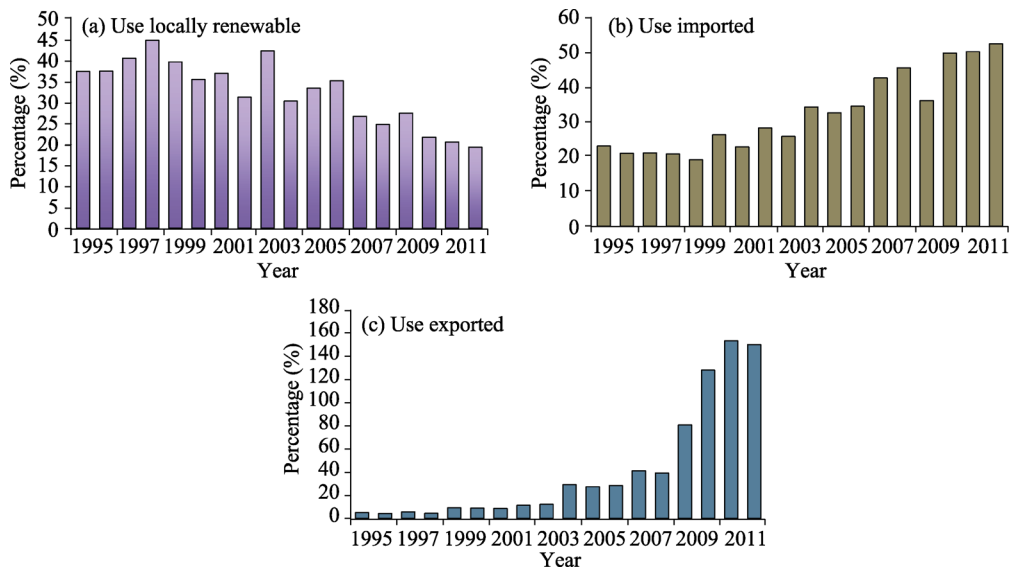 (a) Use locally renewable
Percentage (%)
50
45
40
35
30
25
20
15
10
5
0
1995 1997 1999 2001 2003 2005 2007 2009 2011
Year
(b) Use imported
Percentage (%)
60
50
40
30
20
10
0
1995 1997 1999 2001 2003 2005 2007 2009 2011
Year
(c) Use exported
Percentage (%)
180
160
140
120
100
80
60
40
20
0
1995 1997 1999 2001 2003 2005 2007 2009 2011
Year